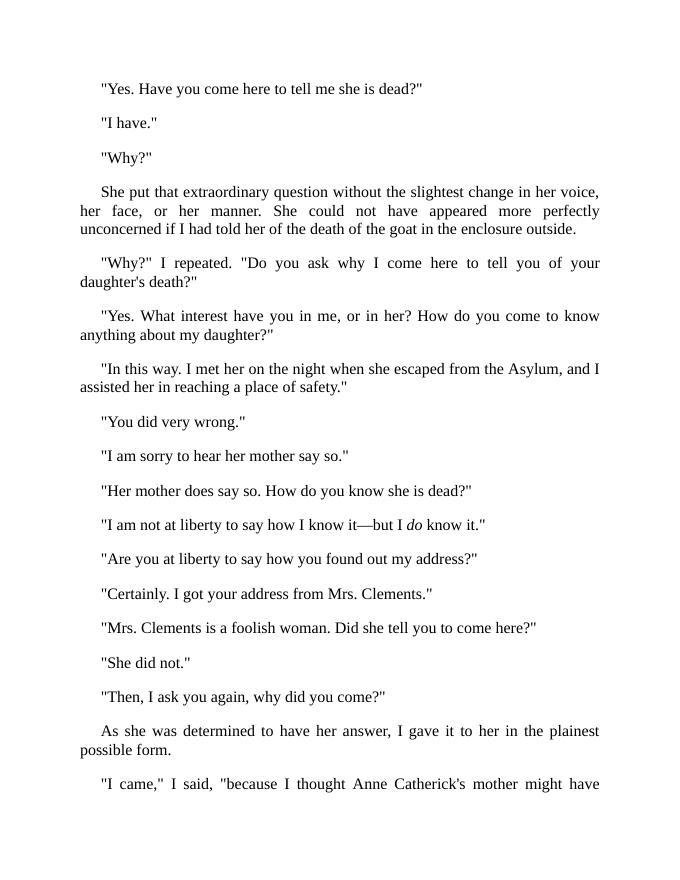 "Yes. Have you come here to tell me she is dead?"
"I have."
"Why?"
She put that extraordinary question without the slightest change in her voice,
her face, or her manner. She could not have appeared more perfectly
unconcerned if I had told her of the death of the goat in the enclosure outside.
"Why?" I repeated. "Do you ask why I come here to tell you of your
daughter's death?"
"Yes. What interest have you in me, or in her? How do you come to know
anything about my daughter?"
"In this way. I met her on the night when she escaped from the Asylum, and I
assisted her in reaching a place of safety."
"You did very wrong."
"I am sorry to hear her mother say so."
"Her mother does say so. How do you know she is dead?"
"I am not at liberty to say how I know it—but I do know it."
"Are you at liberty to say how you found out my address?"
"Certainly. I got your address from Mrs. Clements."
"Mrs. Clements is a foolish woman. Did she tell you to come here?"
"She did not."
"Then, I ask you again, why did you come?"
As she was determined to have her answer, I gave it to her in the plainest
possible form.
"I came," I said, "because I thought Anne Catherick's mother might have